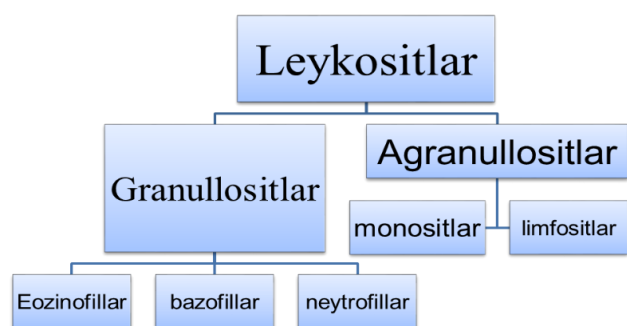 Leykositlar
Granullositlar
Agranullositlar
monositlar
limfositlar
Eozinofillar
bazofillar
neytrofillar